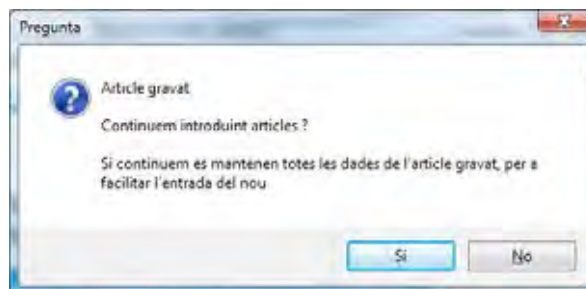 Pregunta
Article gravat
Continuem introduint articles ?
Si continuem es mantenen totes les dades de l'article gravat, per a
facilitar l'entrada del nou
Sí
No